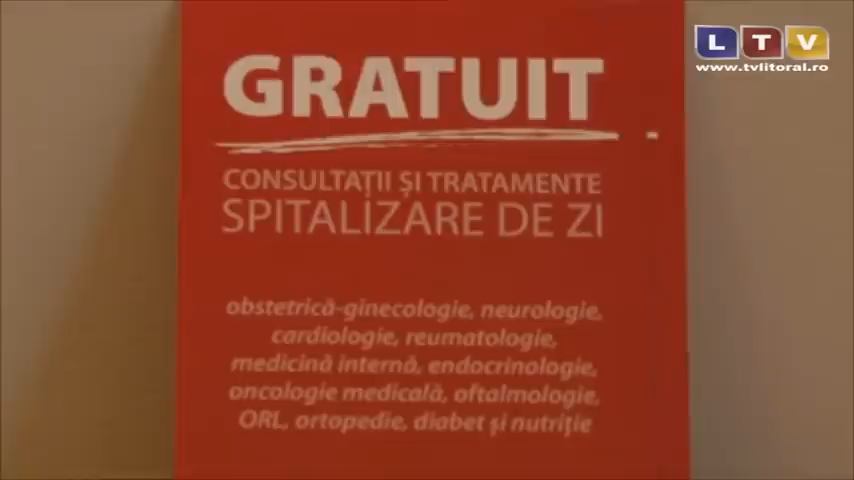 GRATUIT
CONSULTAȚII ȘI TRATAMENTE
SPITALIZARE DE ZI
obstetrică-ginecologie, neurologie,
cardiologie, reumatologie,
medicină internă, endocrinologie,
oncologie medicală, oftalmologie,
ORL, ortopedie, diabet și nutriție
LTV
www.tvlitoral.ro